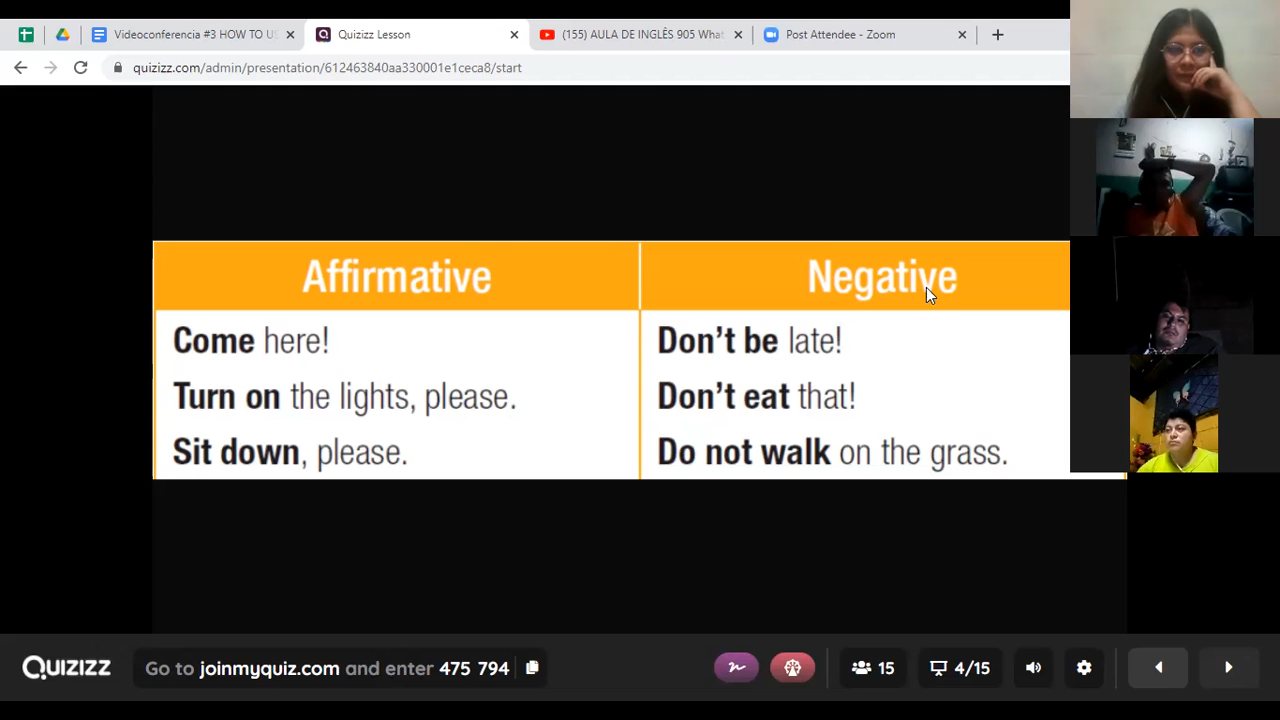 Videoconferencia #3 HOW TO U
Quizizz Lesson
(155) AULA DE INGLÊS 905 What
Post Attendee - Zoom
quizizz.com/admin/presentation/612463840aa330001e1ceca8/start
Affirmative Negative
Come here! Don't be late!
Turn on the lights, please. Don't eat that!
Sit down, please. Do not walk on the grass.
QUIZIZZ Go to joinmyquiz.com and enter 475 794 15 4/15